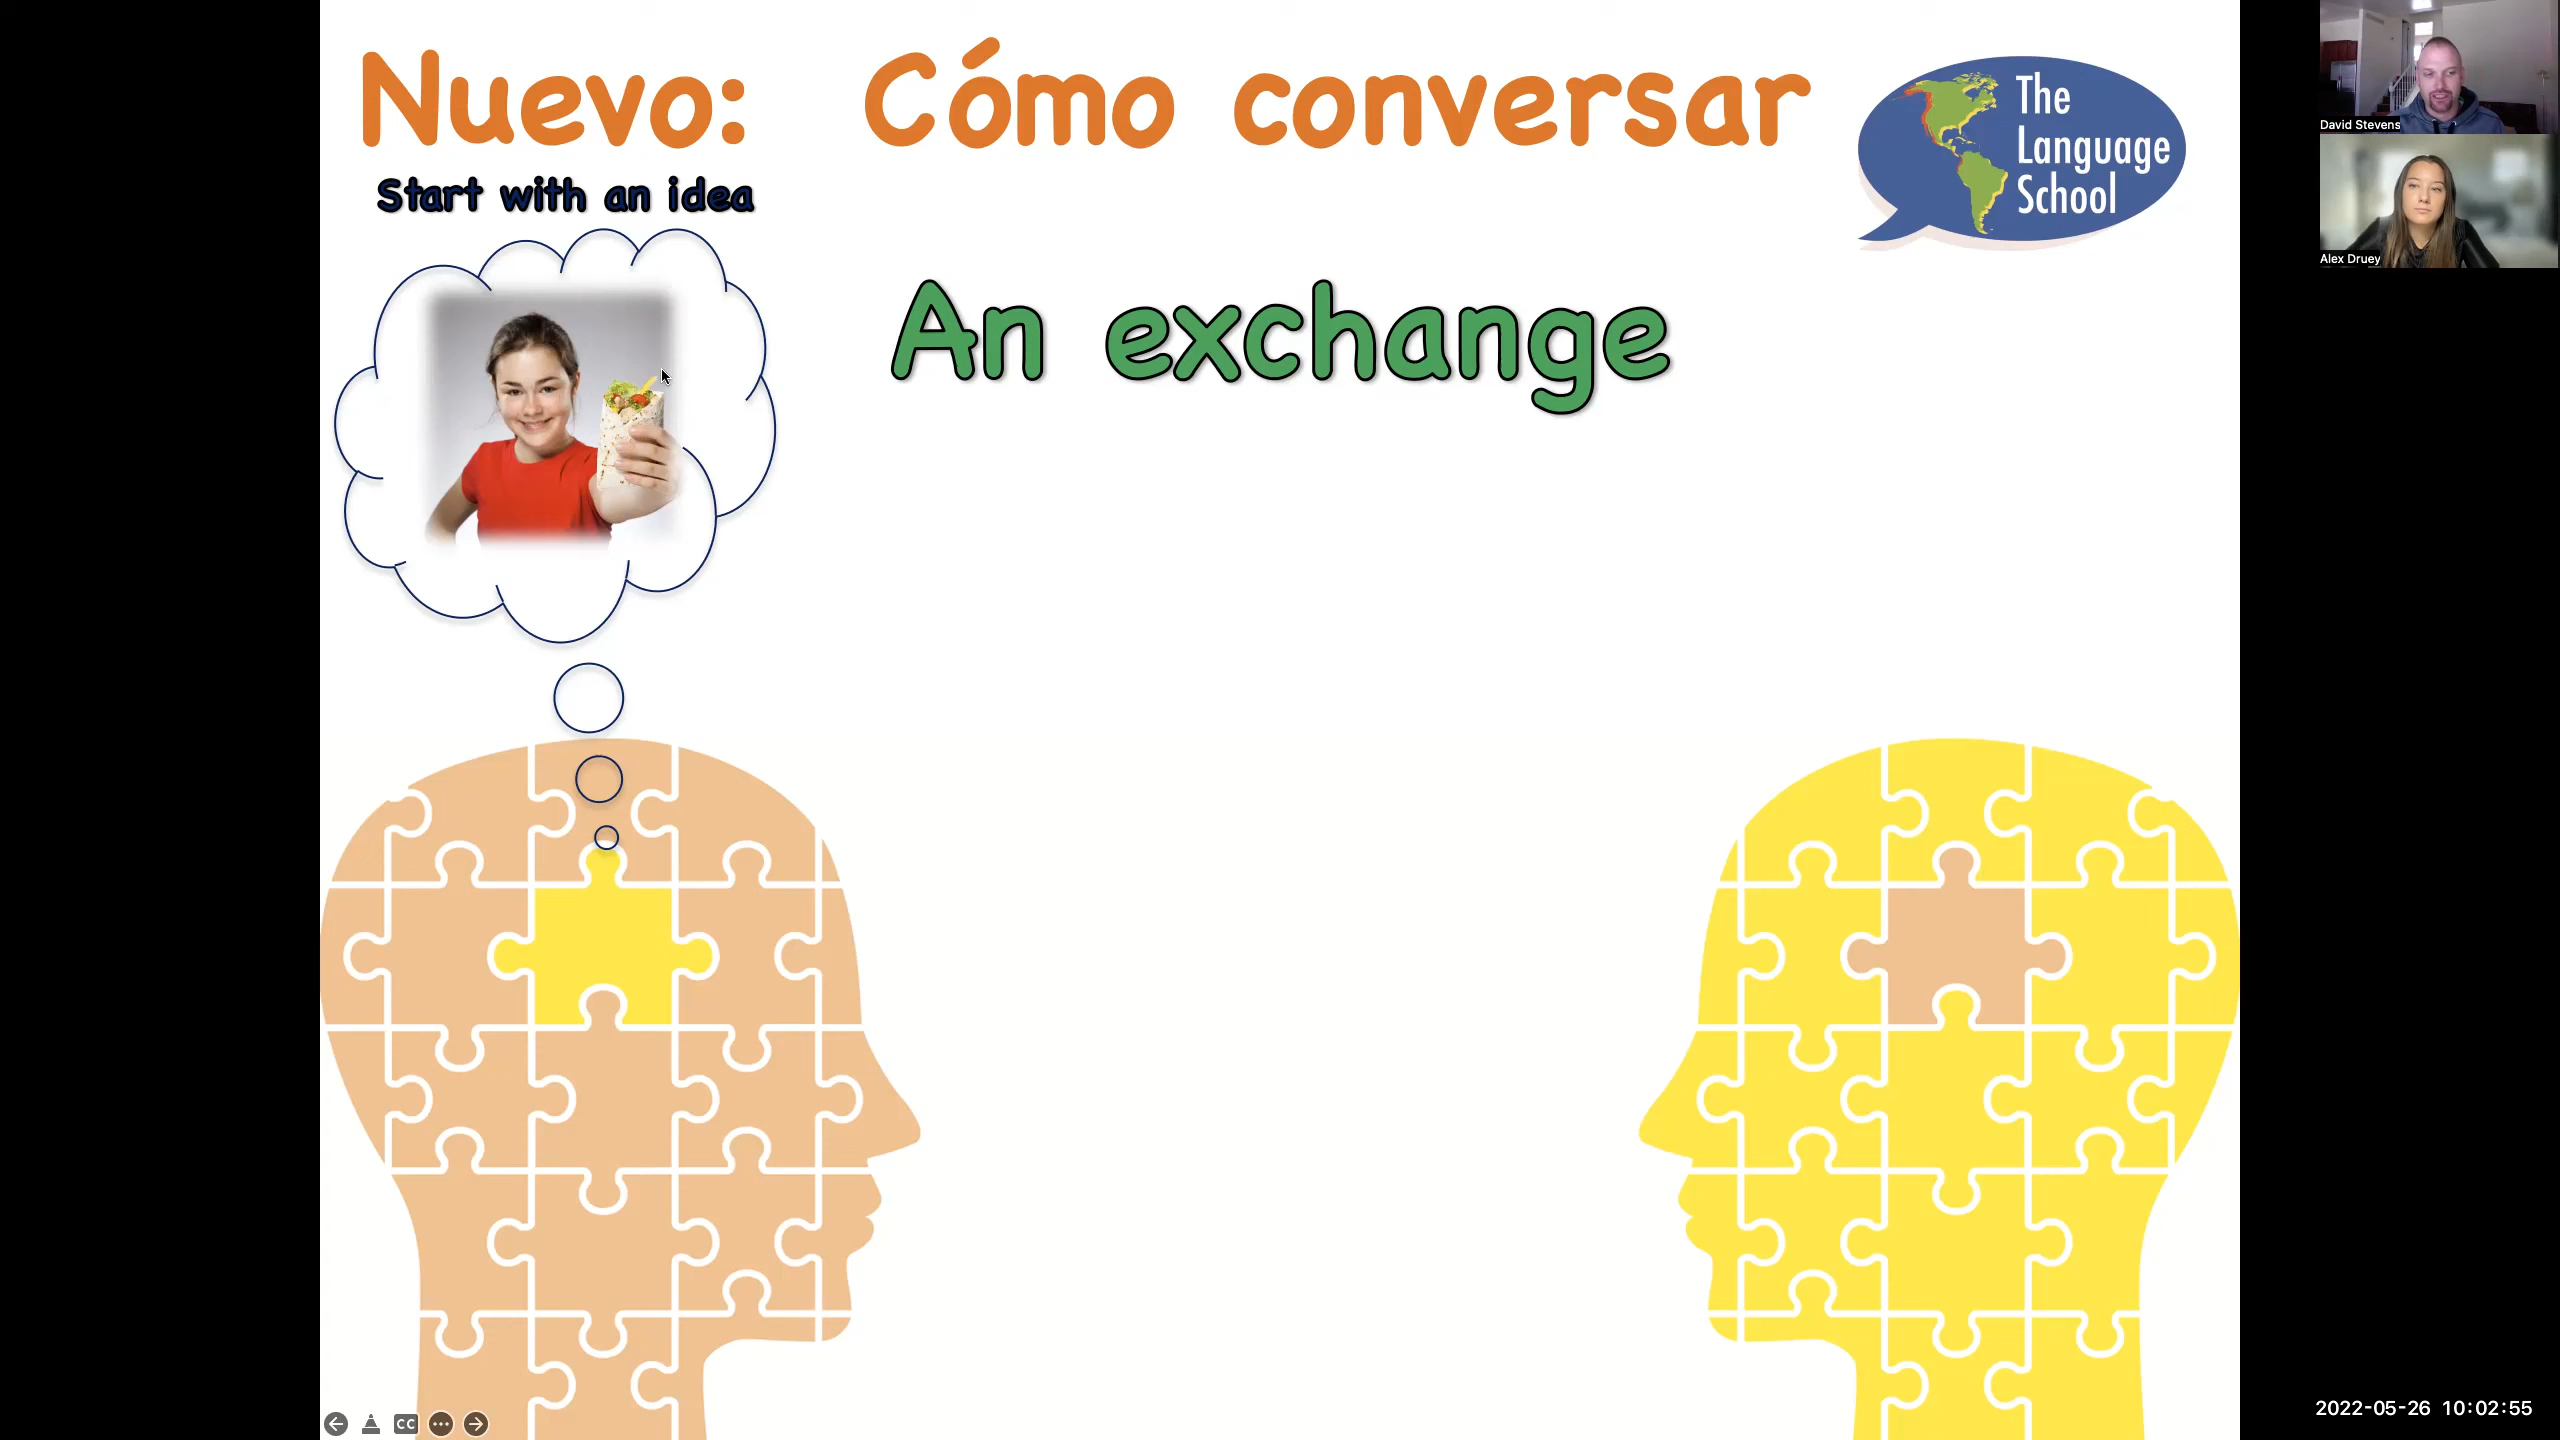 Nuevo: Cómo conversar
Start with an idea
The
Language
School
An exchange
David Stevens
Alex Druey
CC
2022-05-26 10:02:55